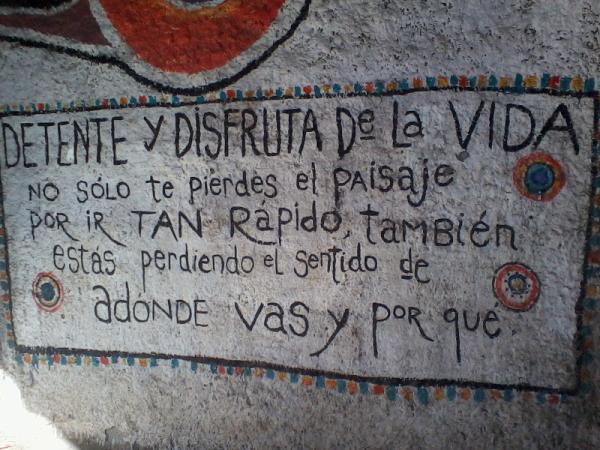 DETENTE y DISFRUTA De La VIDA
NO SÓLO te pierdes el PAisaje
POR iR TAN RÁpiDO, tAMBién
estás perdiendo el sentido de
aDONDE vas y por qué.